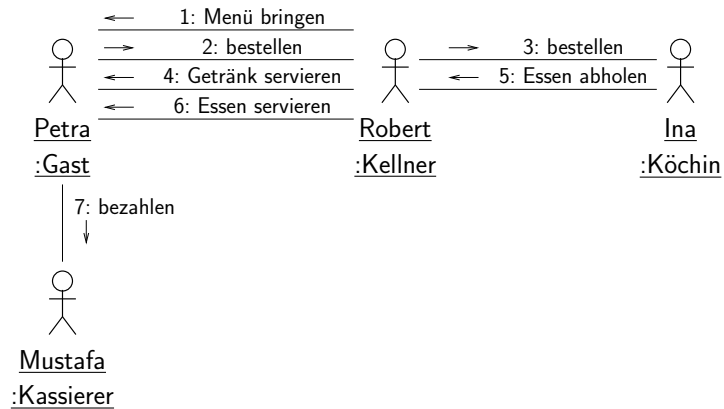 1: Menü bringen
2: bestellen
3: bestellen
4: Getränk servieren
5: Essen abholen
6: Essen servieren
Petra
:Gast
Robert
:Kellner
Ina
:Köchin
7: bezahlen
Mustafa
:Kassierer